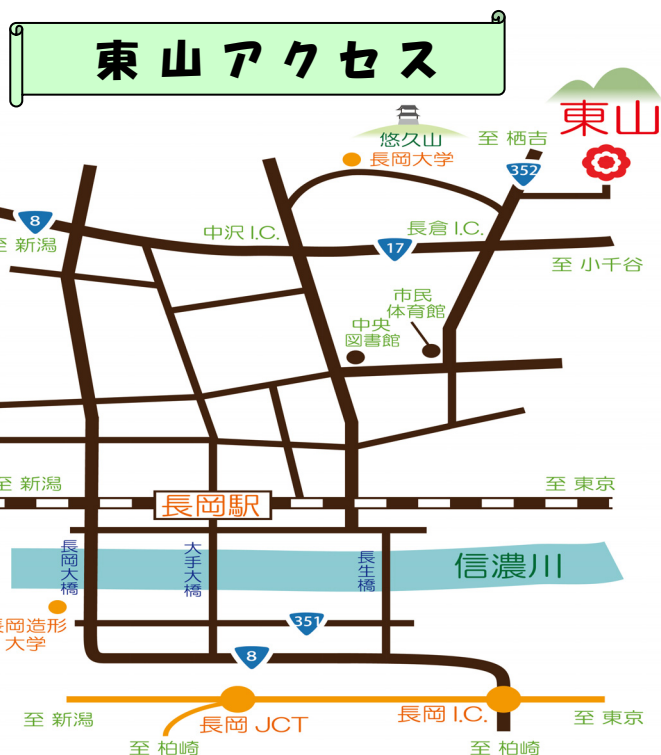 東山アクセス
東山
悠久山
長岡大学
至 栖吉
352
8
至 新潟
中沢 I.C.
長倉 I.C.
17
至 小千谷
市民
体育館
中央
図書館
至 新潟
長岡駅
至 東京
長岡大橋
大手大橋
長生橋
信濃川
長岡造形
大学
351
8
至 新潟
長岡 JCT
長岡 I.C.
至 東京
至 柏崎
至 柏崎